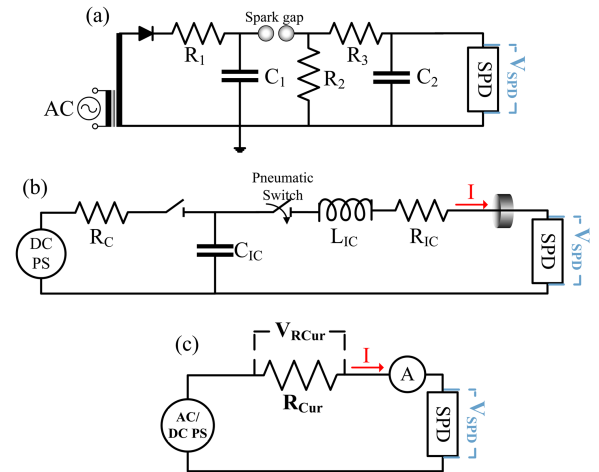 (a)
Spark gap
R1
C1
R2
R3
C2
SPD
VSPD
AC
(b)
Pneumatic
Switch
I
RC
CIC
LIC
RIC
DC
PS
SPD
VSPD
(c)
VRCur
I
RCur
A
AC/
DC PS
SPD
VSPD